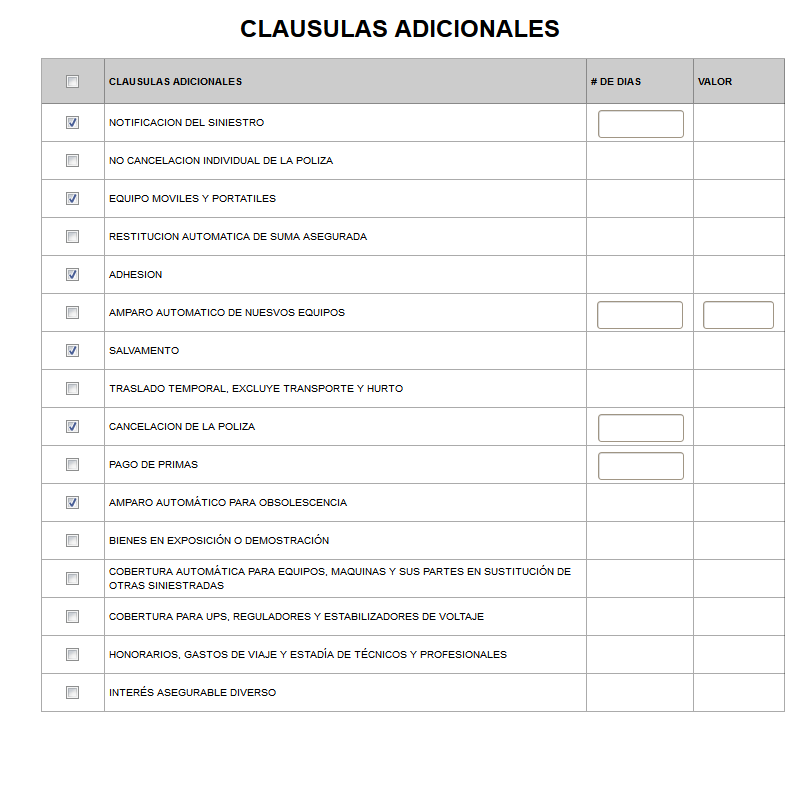 CLAUSULAS ADICIONALES
CLAUSULAS ADICIONALES # DE DIAS VALOR
NOTIFICACION DEL SINIESTRO
NO CANCELACION INDIVIDUAL DE LA POLIZA
EQUIPO MOVILES Y PORTATILES
RESTITUCION AUTOMATICA DE SUMA ASEGURADA
ADHESION
AMPARO AUTOMATICO DE NUESVOS EQUIPOS
SALVAMENTO
TRASLADO TEMPORAL, EXCLUYE TRANSPORTE Y HURTO
CANCELACION DE LA POLIZA
PAGO DE PRIMAS
AMPARO AUTOMÁTICO PARA OBSOLESCENCIA
BIENES EN EXPOSICIÓN O DEMOSTRACIÓN
COBERTURA AUTOMÁTICA PARA EQUIPOS, MAQUINAS Y SUS PARTES EN SUSTITUCIÓN DE
OTRAS SINIESTRADAS
COBERTURA PARA UPS, REGULADORES Y ESTABILIZADORES DE VOLTAJE
HONORARIOS, GASTOS DE VIAJE Y ESTADÍA DE TÉCNICOS Y PROFESIONALES
INTERÉS ASEGURABLE DIVERSO